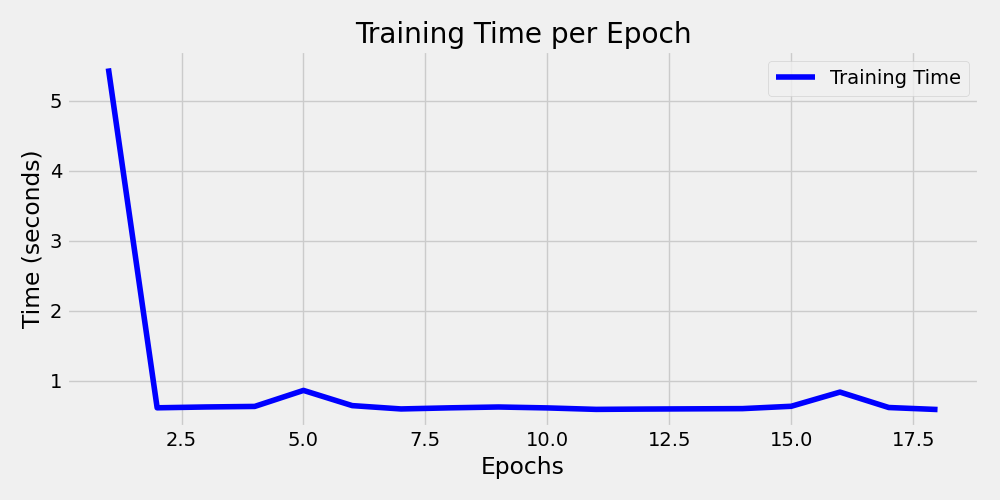 Training Time per Epoch
Training Time
Time (seconds)
5
4
3
2
1
2.5 5.0 7.5 10.0 12.5 15.0 17.5
Epochs